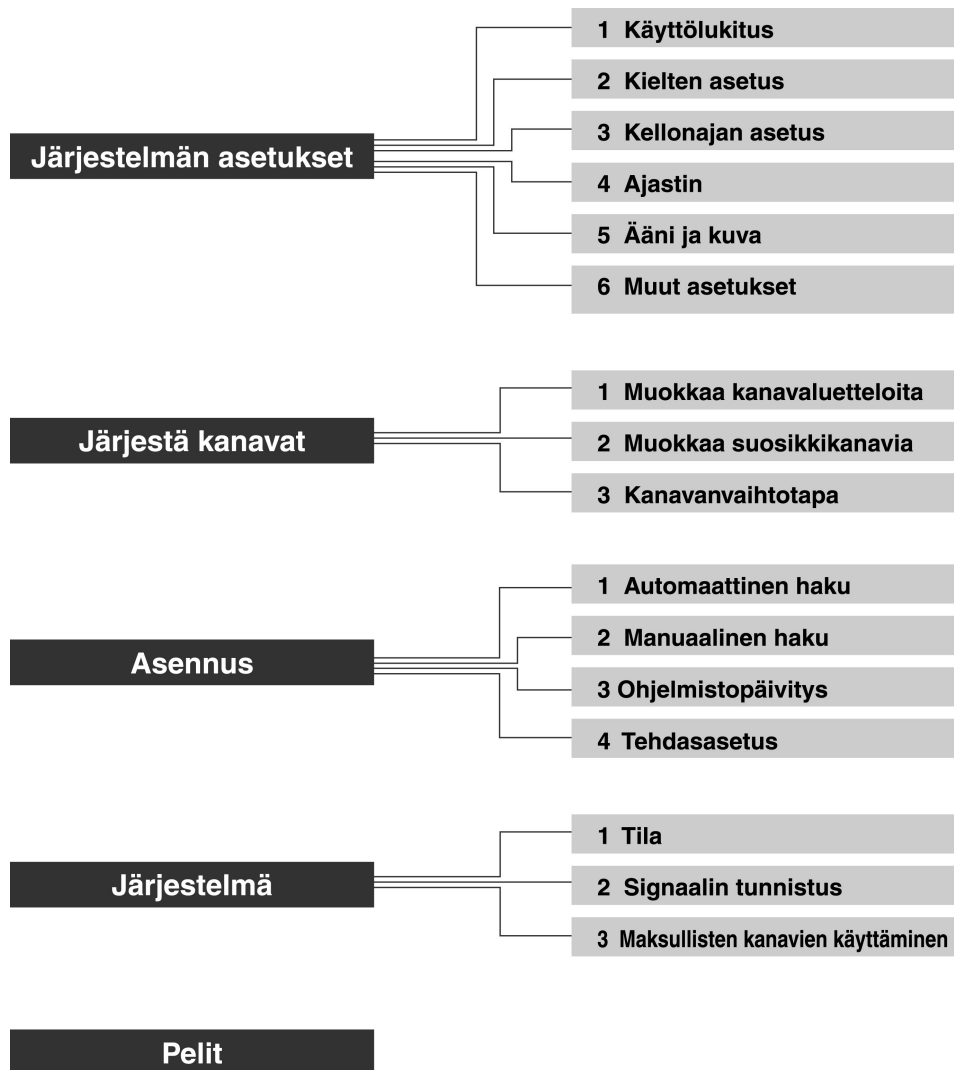 Järjestelmän asetukset
1 Käyttölukitus
2 Kielten asetus
3 Kellonajan asetus
4 Ajastin
5 Ääni ja kuva
6 Muut asetukset
Järjestä kanavat
1 Muokkaa kanavaluetteloita
2 Muokkaa suosikkikanavia
3 Kanavanvaihtotapa
Asennus
1 Automaattinen haku
2 Manuaalinen haku
3 Ohjelmistopäivitys
4 Tehdasasetus
Järjestelmä
1 Tila
2 Signaalin tunnistus
3 Maksullisten kanavien käyttäminen
Pelit